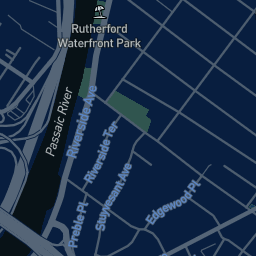 Rutherford
Waterfront Park
Passaic River
Riverside Ave
Riverside Ter
Stuyvesant Ave
Edgewood Pl
Preble Pl